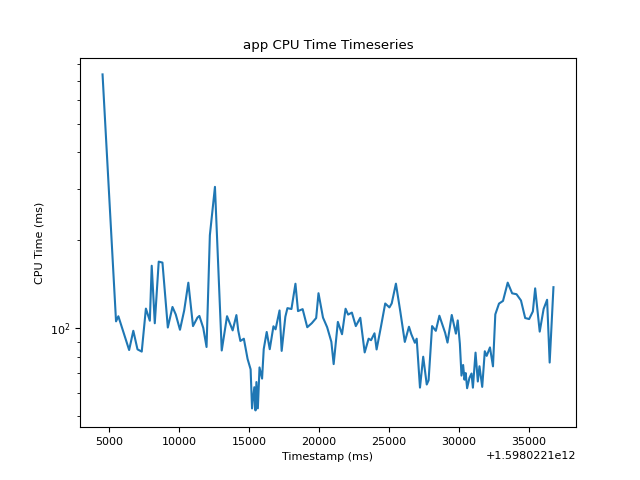 app CPU Time Timeseries
CPU Time (ms)
10²
5000 10000 15000 20000 25000 30000 35000
Timestamp (ms)
+1.5980221e12